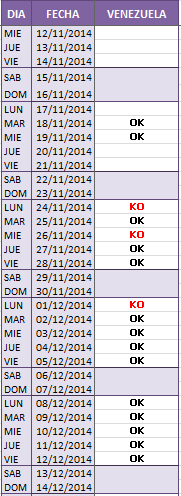 DIA FECHA VENEZUELA
MIE 12/11/2014
JUE 13/11/2014
VIE 14/11/2014
SAB 15/11/2014
DOM 16/11/2014
LUN 17/11/2014
MAR 18/11/2014 OK
MIE 19/11/2014 OK
JUE 20/11/2014
VIE 21/11/2014
SAB 22/11/2014
DOM 23/11/2014
LUN 24/11/2014 KO
MAR 25/11/2014 OK
MIE 26/11/2014 KO
JUE 27/11/2014 OK
VIE 28/11/2014 OK
SAB 29/11/2014
DOM 30/11/2014
LUN 01/12/2014 KO
MAR 02/12/2014 OK
MIE 03/12/2014 OK
JUE 04/12/2014 OK
VIE 05/12/2014 OK
SAB 06/12/2014
DOM 07/12/2014
LUN 08/12/2014 OK
MAR 09/12/2014 OK
MIE 10/12/2014 OK
JUE 11/12/2014 OK
VIE 12/12/2014 OK
SAB 13/12/2014
DOM 14/12/2014